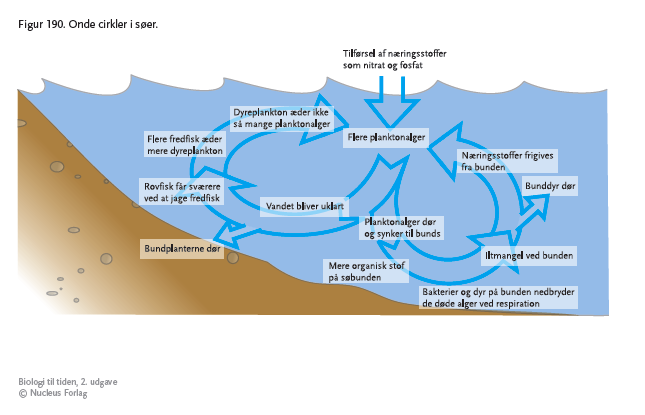 Figur 190. Onde cirkler i søer.
Tilførsel af næringsstoffer
som nitrat og fosfat
Dyreplankton æder ikke
så mange planktonalger
Flere planktonalger
Flere fredfisk æder
mere dyreplankton
Næringsstoffer frigives
fra bunden
Rovfisk får sværere
ved at jage fredfisk
Bunddyr dør
Vandet bliver uklart
Planktonalger dør
og synker til bunds
Bundplanterne dør
Iltmangel ved bunden
Mere organisk stof
på søbunden
Bakterier og dyr på bunden nedbryder
de døde alger ved respiration
Biologi til tiden, 2. udgave
© Nucleus Forlag